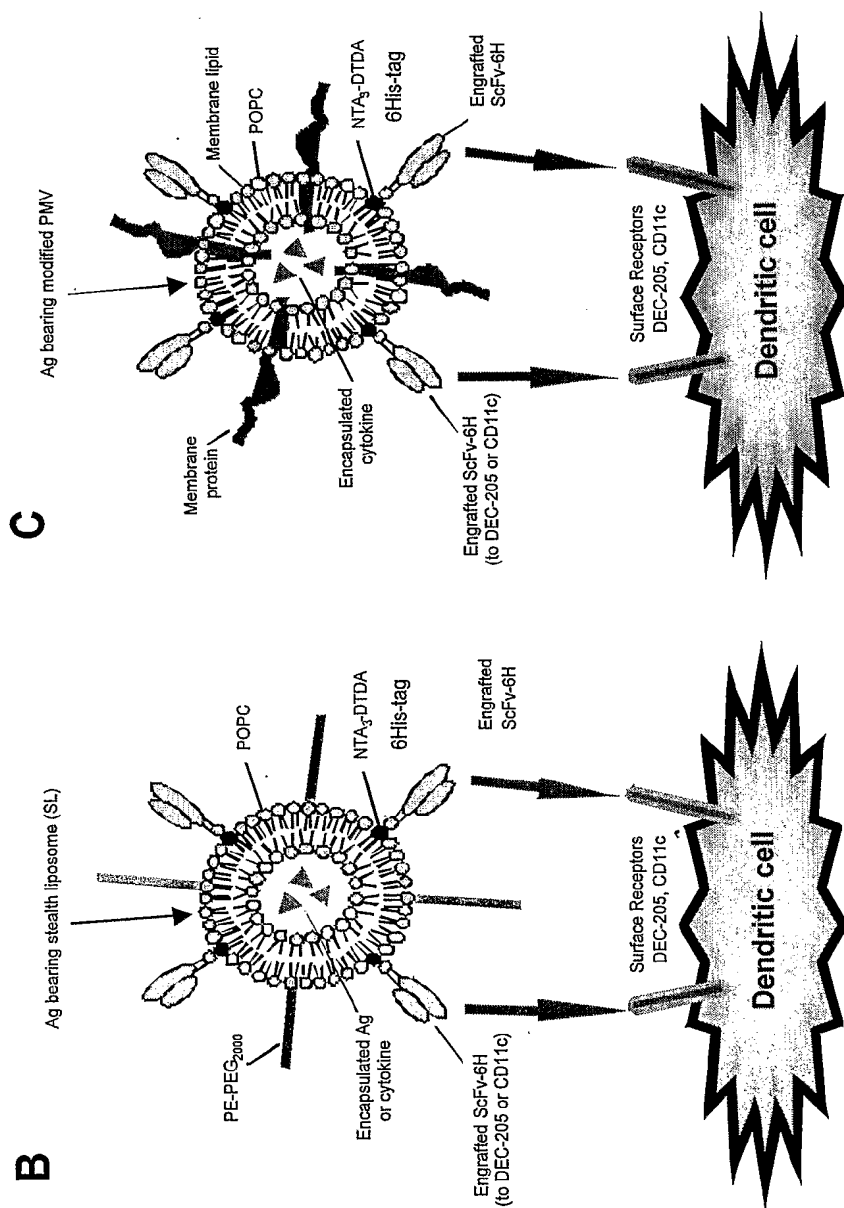 B
Ag bearing stealth liposome (SL)
PE-PEG2000
POPC
Encapsulated Ag
or cytokine
NTA3-DTDA
6His-tag
Engrafted ScFv-6H
(to DEC-205 or CD11c)
Engrafted
ScFv-6H
Surface Receptors
DEC-205, CD11c
Dendritic cell
C
Ag bearing modified PMV
Membrane
protein
Membrane lipid
POPC
Encapsulated
cytokine
NTA3-DTDA
6His-tag
Engrafted ScFv-6H
(to DEC-205 or CD11c)
Engrafted
ScFv-6H
Surface Receptors
DEC-205, CD11c
Dendritic cell